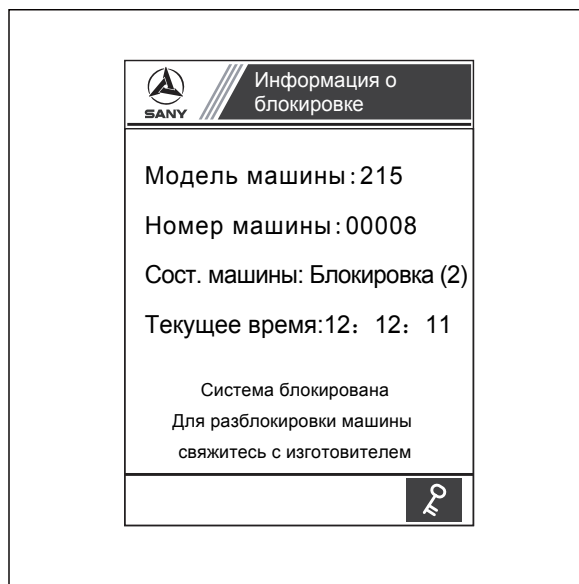 SANY
Информация о
блокировке
Модель машины:215
Номер машины:00008
Сост. машины: Блокировка (2)
Текущее время:12：12：11
Система блокирована
Для разблокировки машины
свяжитесь с изготовителем